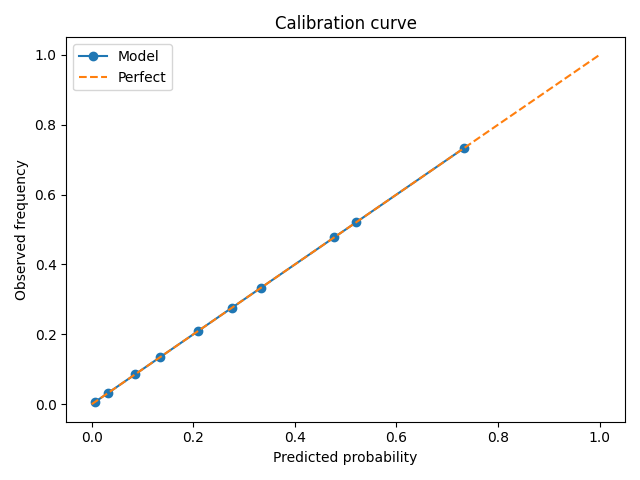 Calibration curve
Model
Perfect
Observed frequency
1.0
0.8
0.6
0.4
0.2
0.0
0.0 0.2 0.4 0.6 0.8 1.0
Predicted probability